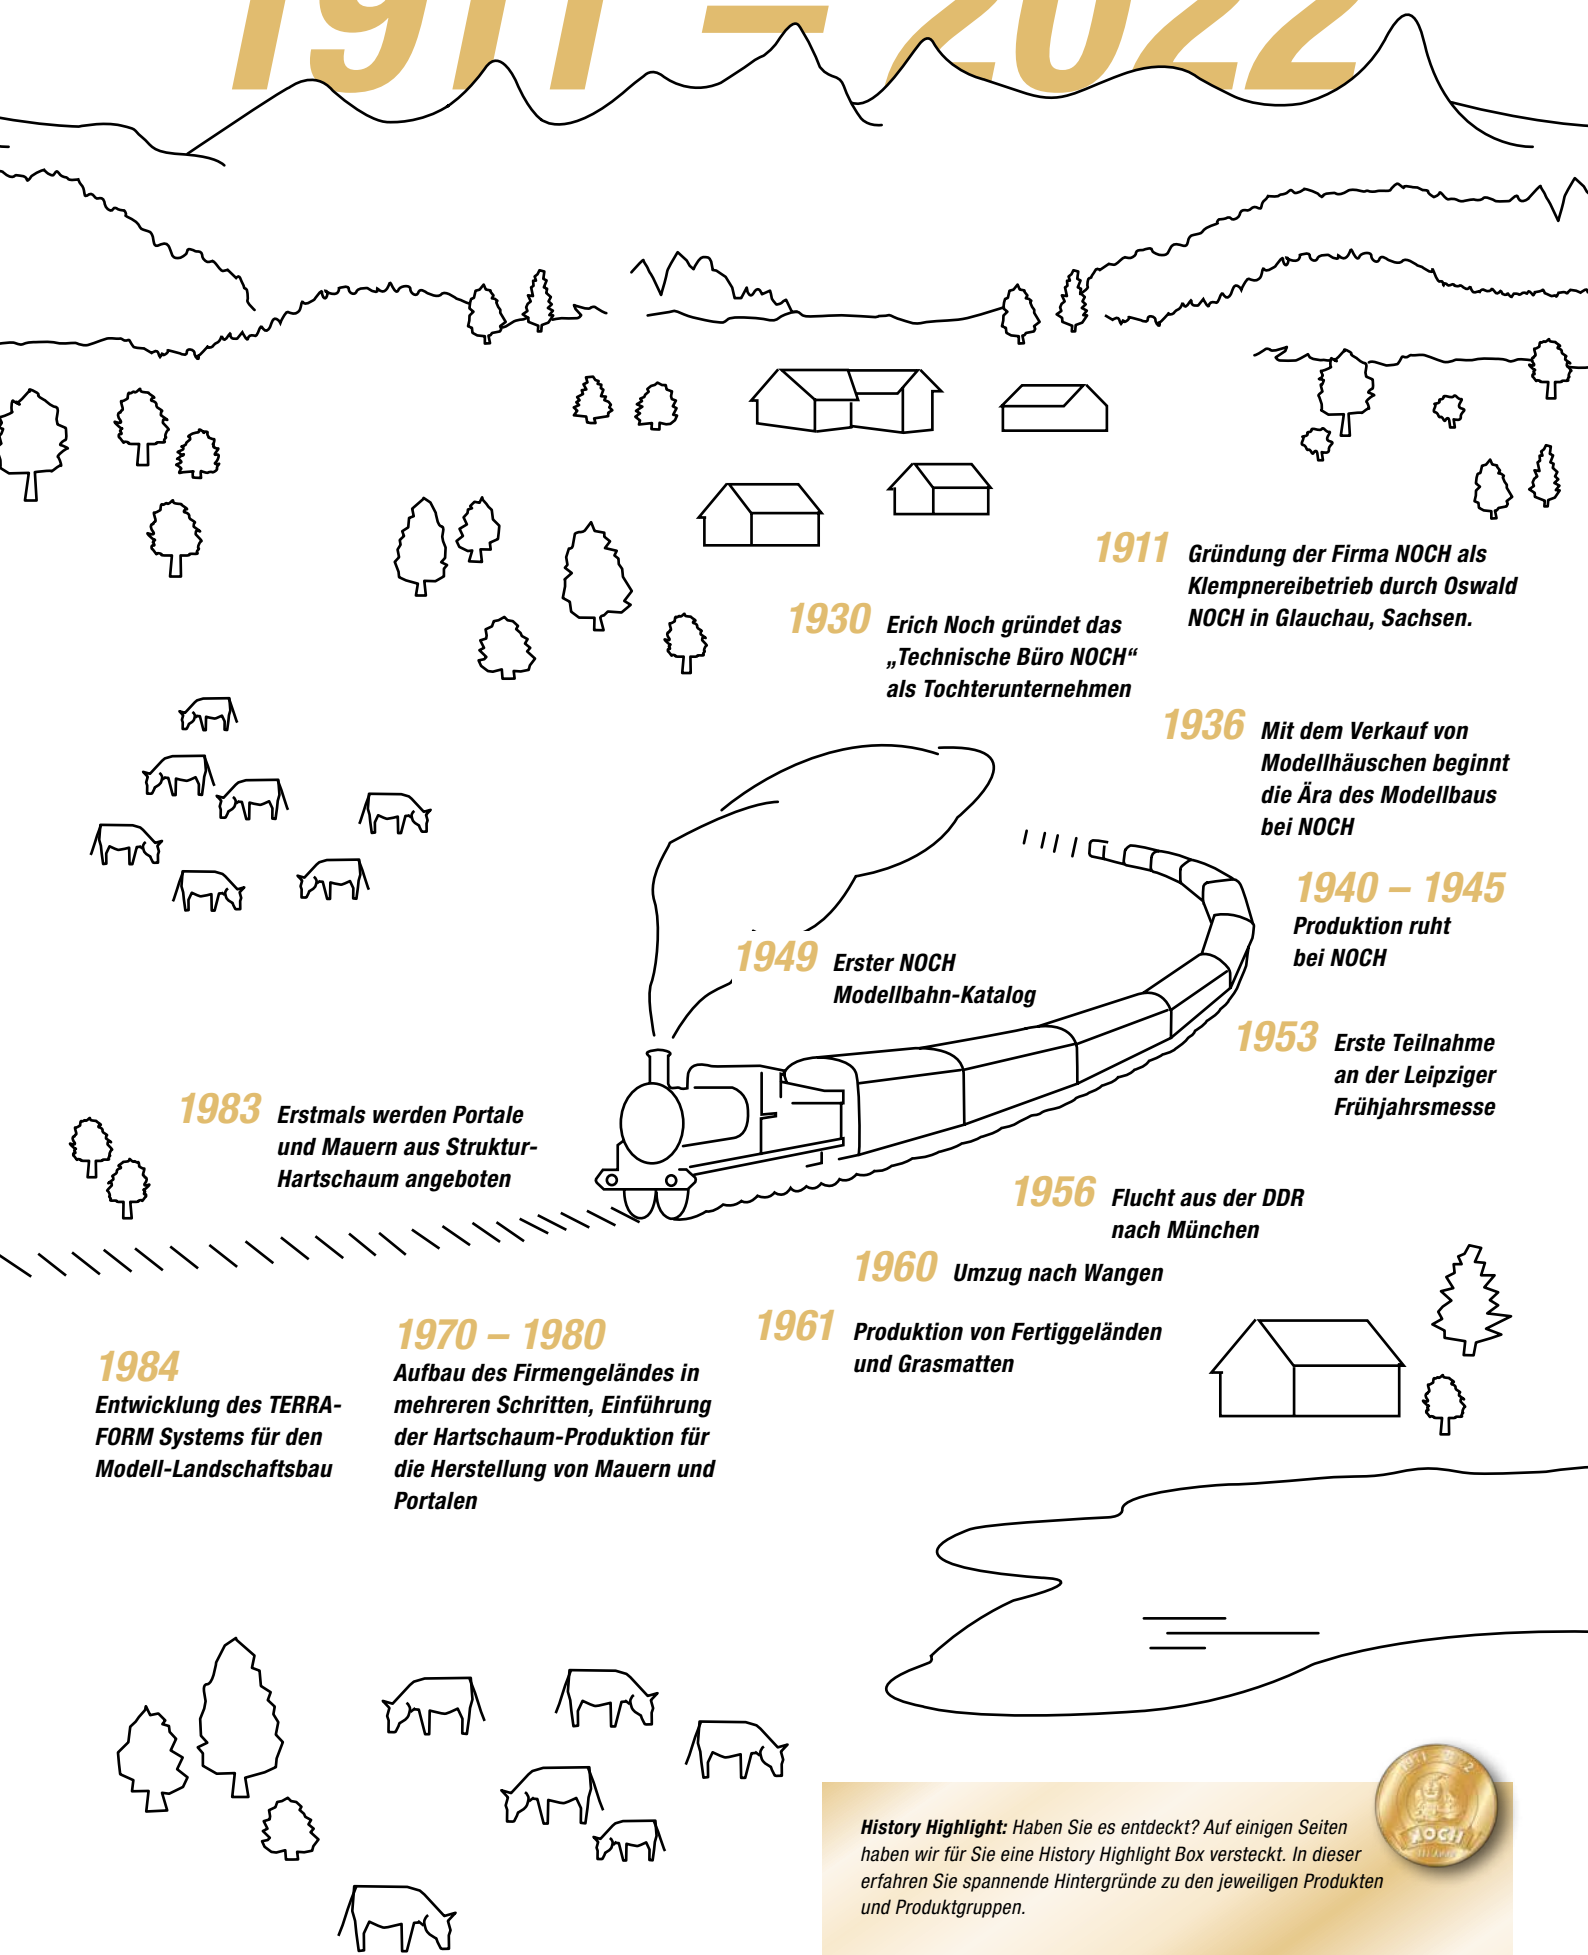 1911 – 2022
1911 Gründung der Firma NOCH als
Klempnereibetrieb durch Oswald
NOCH in Glauchau, Sachsen.
1930 Erich Noch gründet das
„Technische Büro NOCH“
als Tochterunternehmen
1936 Mit dem Verkauf von
Modellhäuschen beginnt
die Ära des Modellbaus
bei NOCH
1940 – 1945
Produktion ruht
bei NOCH
1949 Erster NOCH
Modellbahn-Katalog
1953 Erste Teilnahme
an der Leipziger
Frühjahrsmesse
1956 Flucht aus der DDR
nach München
1960 Umzug nach Wangen
1961 Produktion von Fertiggeländen
und Grasmatten
1970 – 1980
Aufbau des Firmengeländes in
mehreren Schritten, Einführung
der Hartschaum-Produktion für
die Herstellung von Mauern und
Portalen
1983 Erstmals werden Portale
und Mauern aus Struktur-
Hartschaum angeboten
1984
Entwicklung des TERRA-
FORM Systems für den
Modell-Landschaftsbau
History Highlight: Haben Sie es entdeckt? Auf einigen Seiten
haben wir für Sie eine History Highlight Box versteckt. In dieser
erfahren Sie spannende Hintergründe zu den jeweiligen Produkten
und Produktgruppen.
1911 – 2022
NOCH